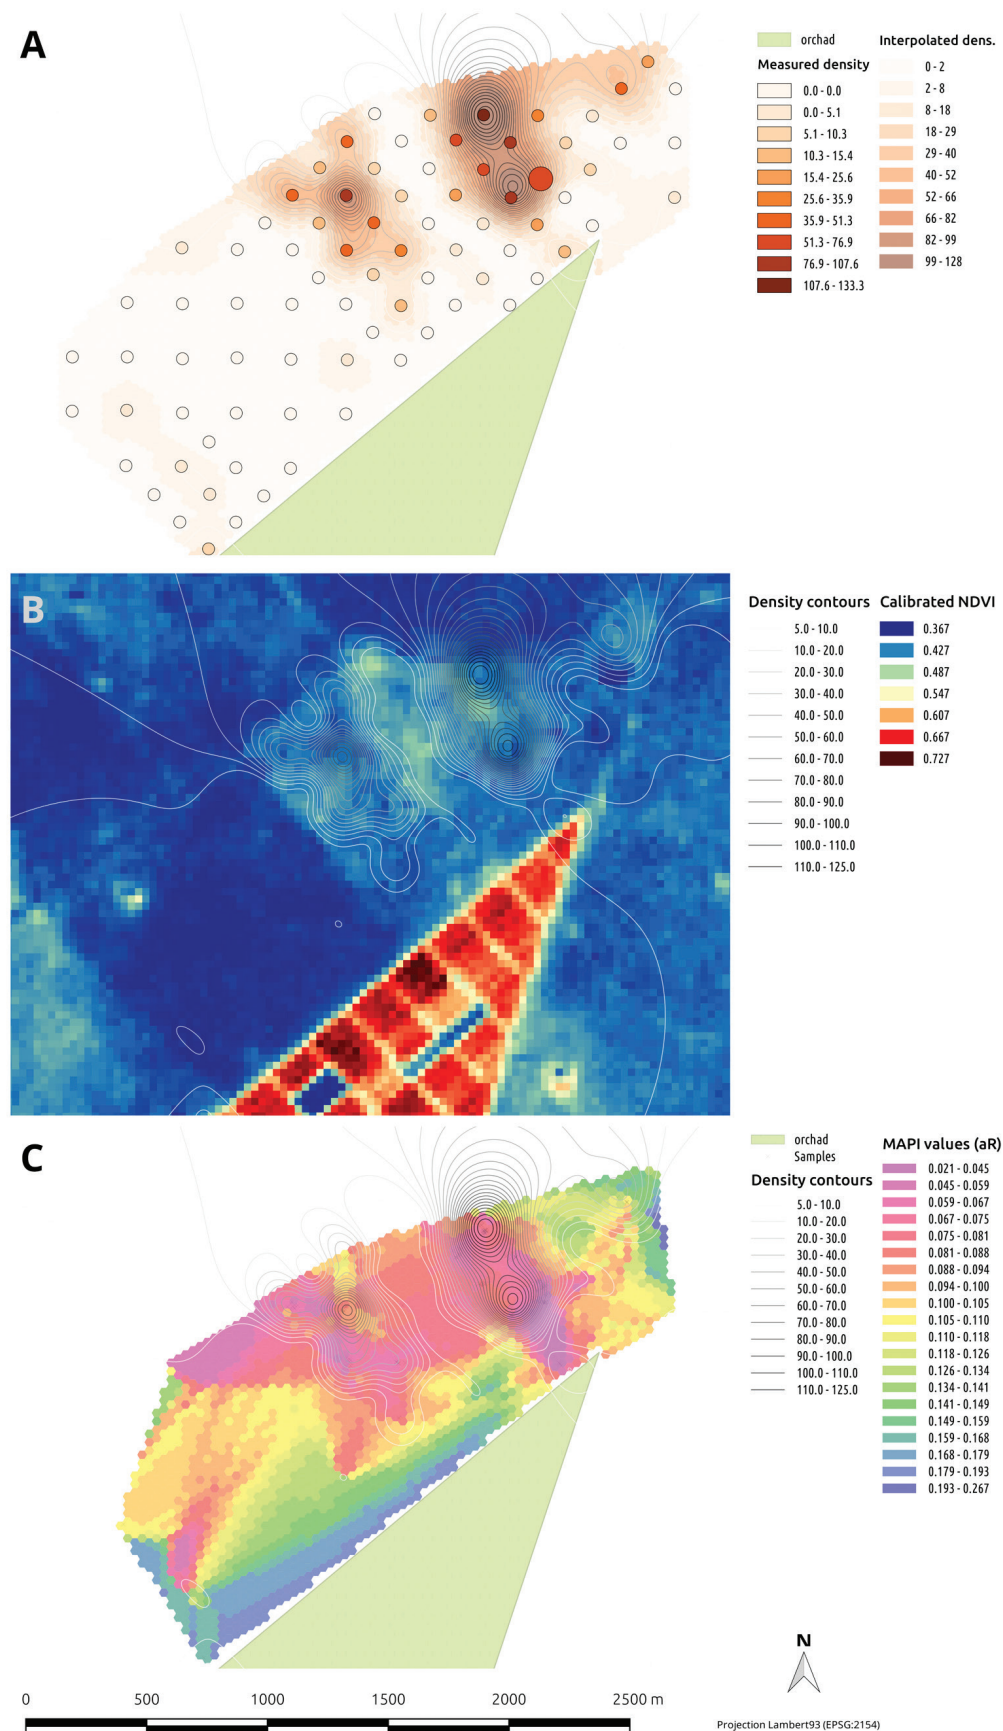 A
orchad
Measured density
0.0 - 0.0
0.0 - 5.1
5.1 - 10.3
10.3 - 15.4
15.4 - 25.6
25.6 - 35.9
35.9 - 51.3
51.3 - 76.9
76.9 - 107.6
107.6 - 133.3
Interpolated dens.
0 - 2
2 - 8
8 - 18
18 - 29
29 - 40
40 - 52
52 - 66
66 - 82
82 - 99
99 - 128
B
Density contours
5.0 - 10.0
10.0 - 20.0
20.0 - 30.0
30.0 - 40.0
40.0 - 50.0
50.0 - 60.0
60.0 - 70.0
70.0 - 80.0
80.0 - 90.0
90.0 - 100.0
100.0 - 110.0
110.0 - 125.0
Calibrated NDVI
0.367
0.427
0.487
0.547
0.607
0.667
0.727
C
orchad
Samples
Density contours
5.0 - 10.0
10.0 - 20.0
20.0 - 30.0
30.0 - 40.0
40.0 - 50.0
50.0 - 60.0
60.0 - 70.0
70.0 - 80.0
80.0 - 90.0
90.0 - 100.0
100.0 - 110.0
110.0 - 125.0
MAPI values (aR)
0.021 - 0.045
0.045 - 0.059
0.059 - 0.067
0.067 - 0.075
0.075 - 0.081
0.081 - 0.088
0.088 - 0.094
0.094 - 0.100
0.100 - 0.105
0.105 - 0.110
0.110 - 0.118
0.118 - 0.126
0.126 - 0.134
0.134 - 0.141
0.141 - 0.149
0.149 - 0.159
0.159 - 0.168
0.168 - 0.179
0.179 - 0.193
0.193 - 0.267
N
0 500 1000 1500 2000 2500 m
Projection Lambert93 (EPSG:2154)